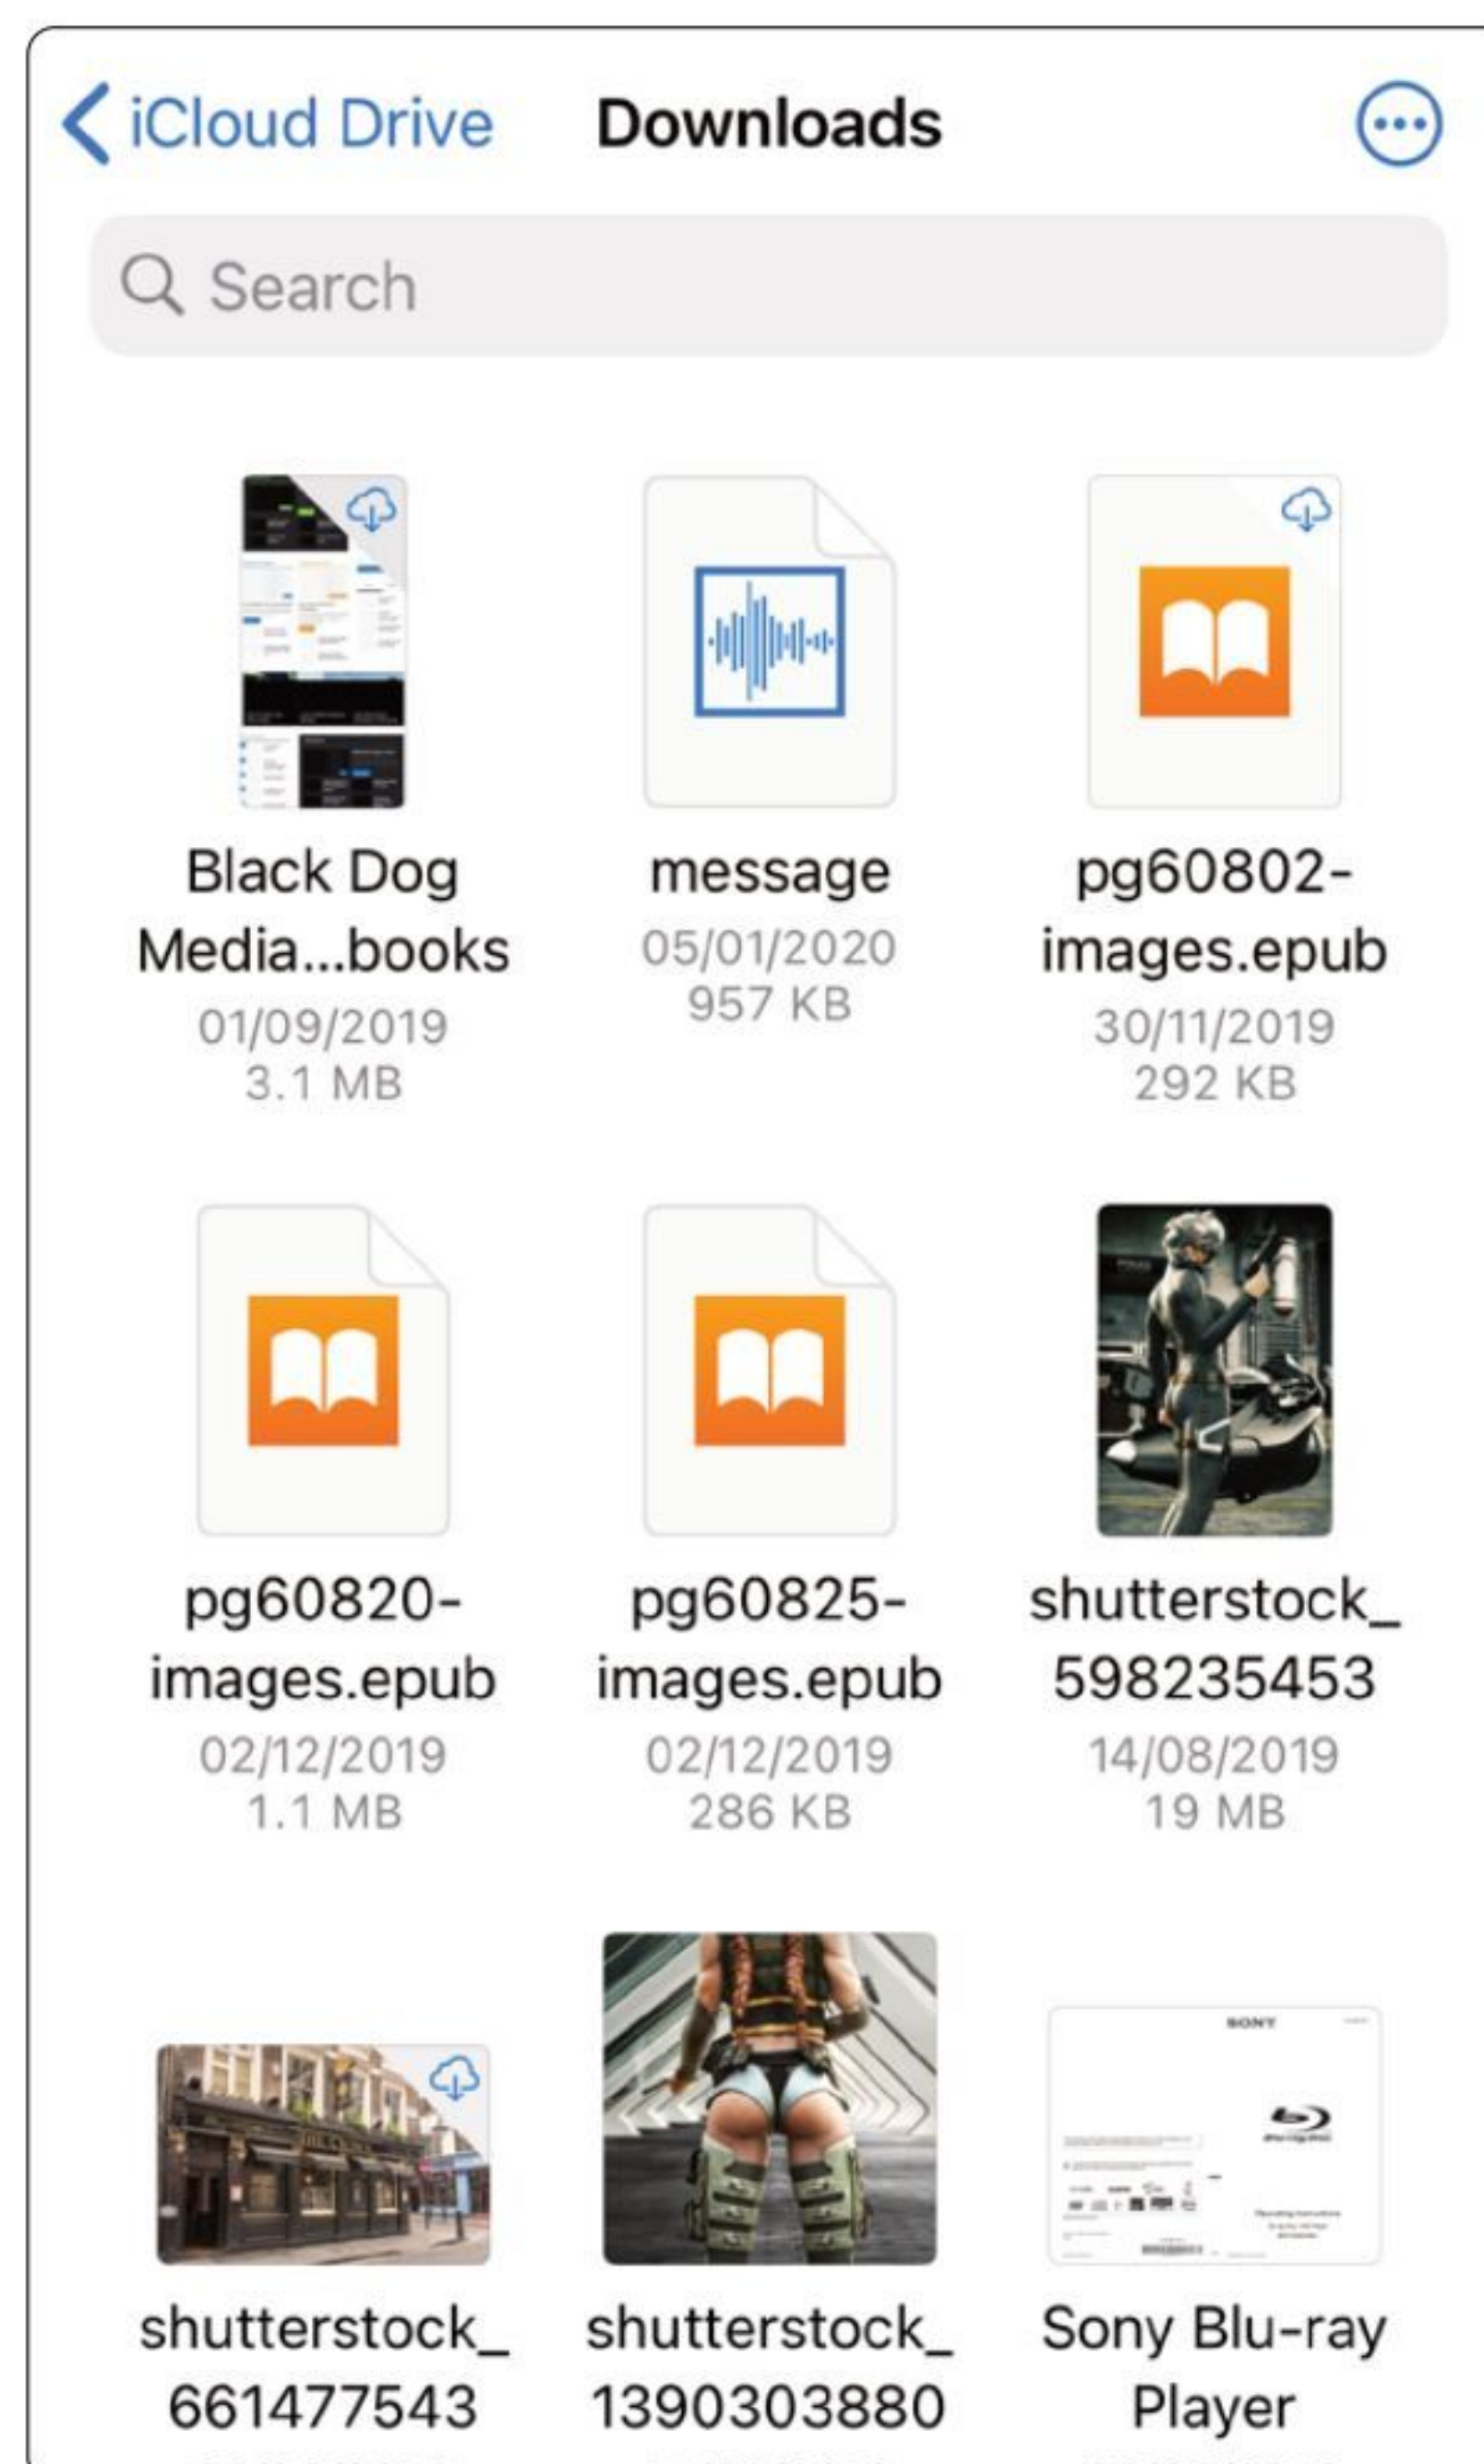 iCloud Drive
Downloads
Search
Black Dog
Media...books
01/09/2019
3.1 MB
message
05/01/2020
957 KB
pg60802-
images.epub
30/11/2019
292 KB
pg60820-
images.epub
02/12/2019
1.1 MB
pg60825-
images.epub
02/12/2019
286 KB
shutterstock_
598235453
14/08/2019
19 MB
SONY
shutterstock_
661477543
shutterstock_
1390303880
Sony Blu-ray
Player